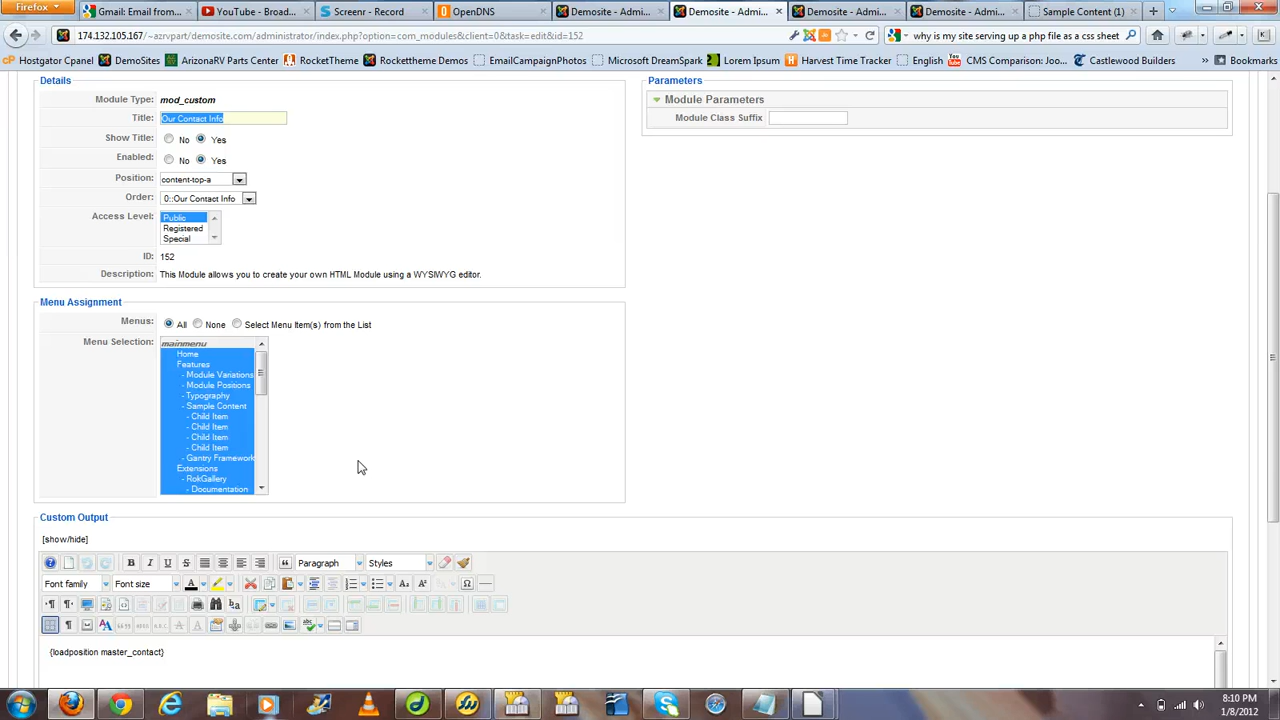 Firefox
Gmail: Email from...
YouTube - Broad...
Screenr - Record
OpenDNS
Demosite - Admi...
Demosite - Admi...
Demosite - Admi...
Demosite - Admi...
Sample Content (1)
174.132.105.167/~azrvpart/demosite.com/administrator/index.php?option=com_modules&client=0&task=edit&id=152
why is my site serving up a php file as a css sheet
Hostgator Cpanel
DemoSites
ArizonaRV Parts Center
RocketTheme
Rockettheme Demos
EmailCampaignPhotos
Microsoft DreamSpark
Lorem Ipsum
Harvest Time Tracker
English
CMS Comparison: Joo...
Castlewood Builders
Bookmarks
Details
Parameters
Module Type: mod_custom
Module Parameters
Title: Our Contact Info
Module Class Suffix
Show Title: No Yes
Enabled: No Yes
Position: content-top-a
Order: 0::Our Contact Info
Access Level: Public
Registered
Special
ID: 152
Description: This Module allows you to create your own HTML Module using a WYSIWYG editor.
Menu Assignment
Menus: All None Select Menu Item(s) from the List
Menu Selection: mainmenu
Home
Features
- Module Variations
- Module Positions
- Typography
- Sample Content
- Child Item
- Child Item
- Child Item
- Child Item
- Gantry Framework
Extensions
- RokGallery
- Documentation
Custom Output
[show/hide]
Paragraph
Styles
Font family
Font size
{loadposition master_contact}
8:10 PM
1/8/2012